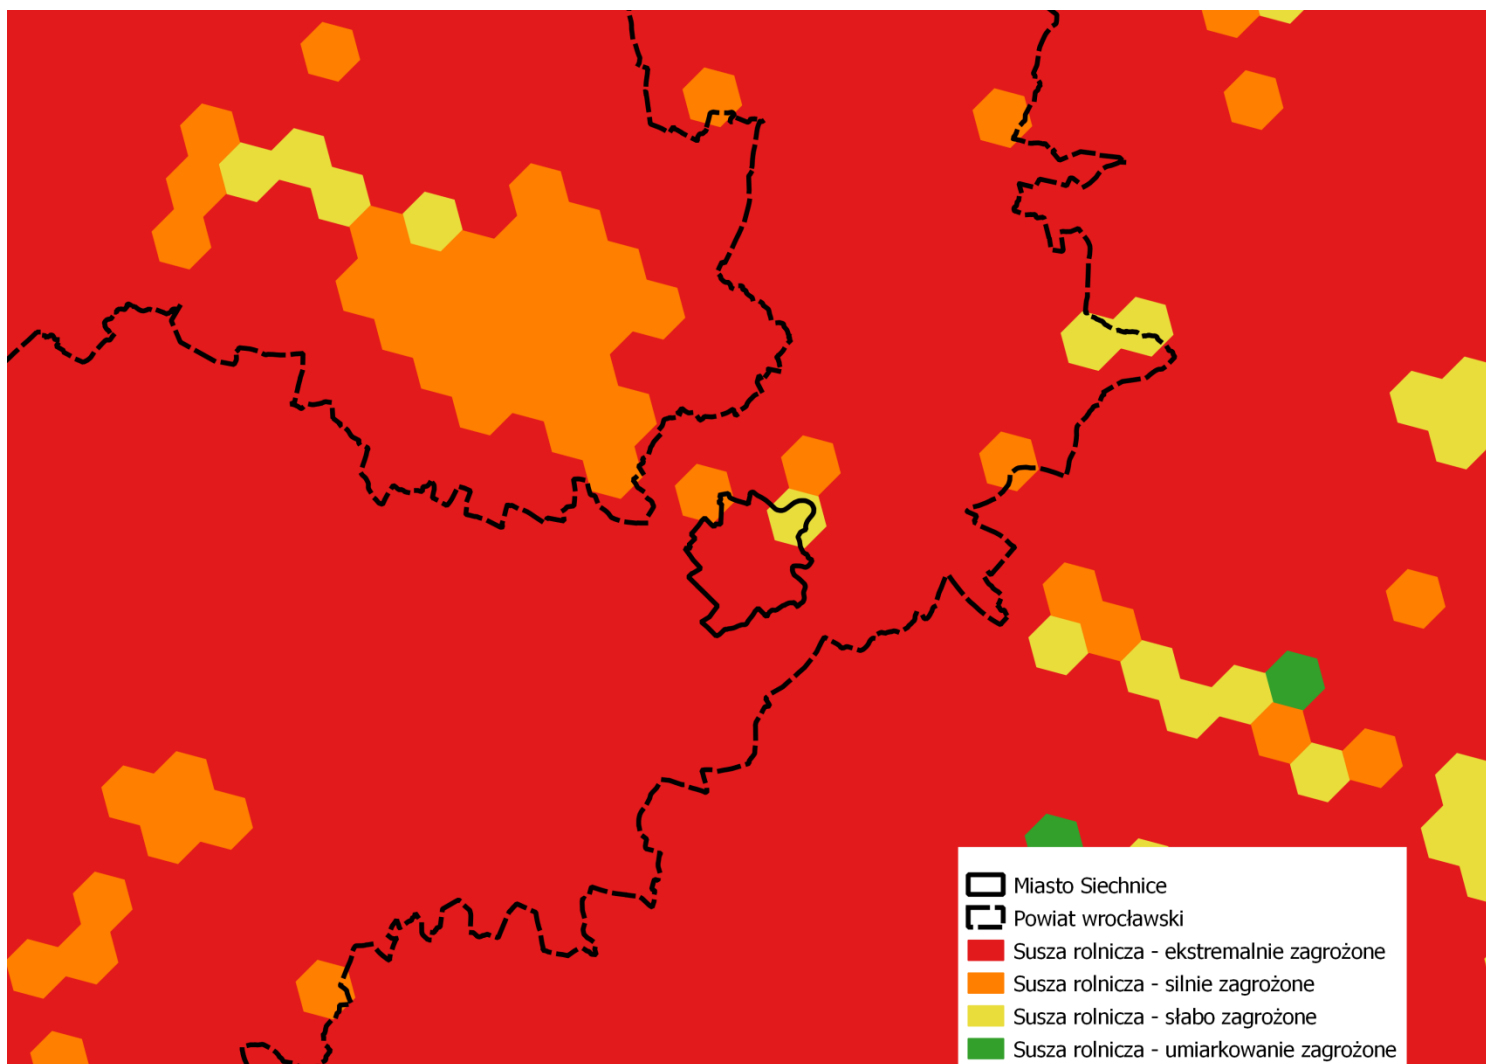 Miasto Siechnice
Powiat wrocławski
Susza rolnicza - ekstremalnie zagrożone
Susza rolnicza - silnie zagrożone
Susza rolnicza - słabo zagrożone
Susza rolnicza - umiarkowanie zagrożone